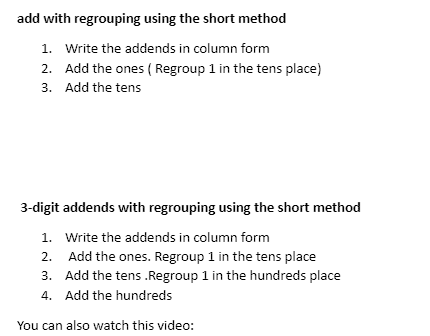 add with regrouping using the short method
1. Write the addends in column form
2. Add the ones ( Regroup 1 in the tens place)
3. Add the tens
3-digit addends with regrouping using the short method
1. Write the addends in column form
2. Add the ones. Regroup 1 in the tens place
3. Add the tens .Regroup 1 in the hundreds place
4. Add the hundreds
You can also watch this video: